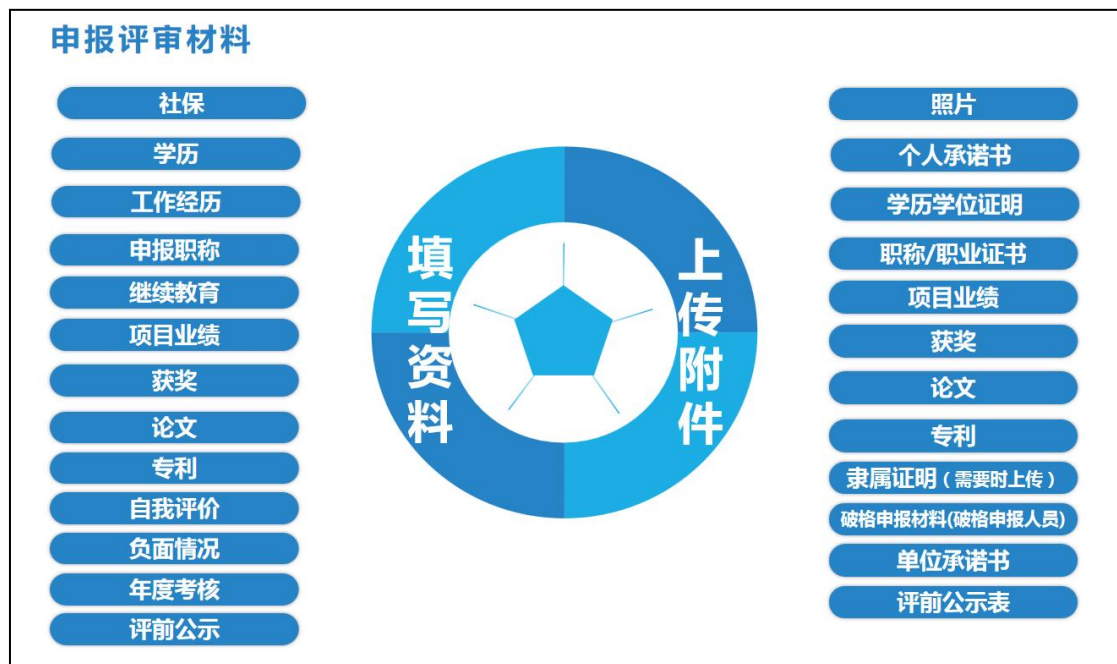 申报评审材料
社保
学历
工作经历
申报职称
继续教育
项目业绩
获奖
论文
专利
自我评价
负面情况
年度考核
评前公示
填写资料
上传附件
照片
个人承诺书
学历学位证明
职称/职业证书
项目业绩
获奖
论文
专利
隶属证明（需要时上传）
破格申报材料(破格申报人员)
单位承诺书
评前公示表